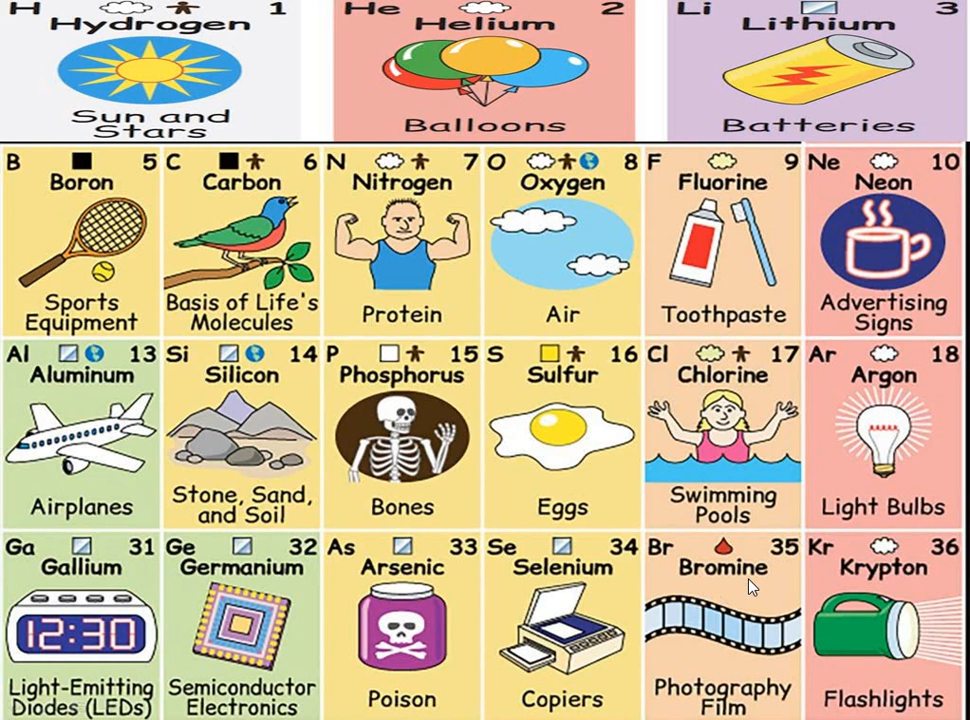 H 1
Hydrogen
Sun and
Stars
He 2
Helium
Balloons
Li 3
Lithium
Batteries
B 5
Boron
Sports
Equipment
C 6
Carbon
Basis of Life's
Molecules
N 7
Nitrogen
Protein
O 8
Oxygen
Air
F 9
Fluorine
Toothpaste
Ne 10
Neon
Advertising
Signs
Al 13
Aluminum
Airplanes
Si 14
Silicon
Stone, Sand,
and Soil
P 15
Phosphorus
Bones
S 16
Sulfur
Eggs
Cl 17
Chlorine
Swimming
Pools
Ar 18
Argon
Light Bulbs
Ga 31
Gallium
12:30
Light-Emitting
Diodes (LEDs)
Ge 32
Germanium
Semiconductor
Electronics
As 33
Arsenic
Poison
Se 34
Selenium
Copiers
Br 35
Bromine
Photography
Film
Kr 36
Krypton
Flashlights